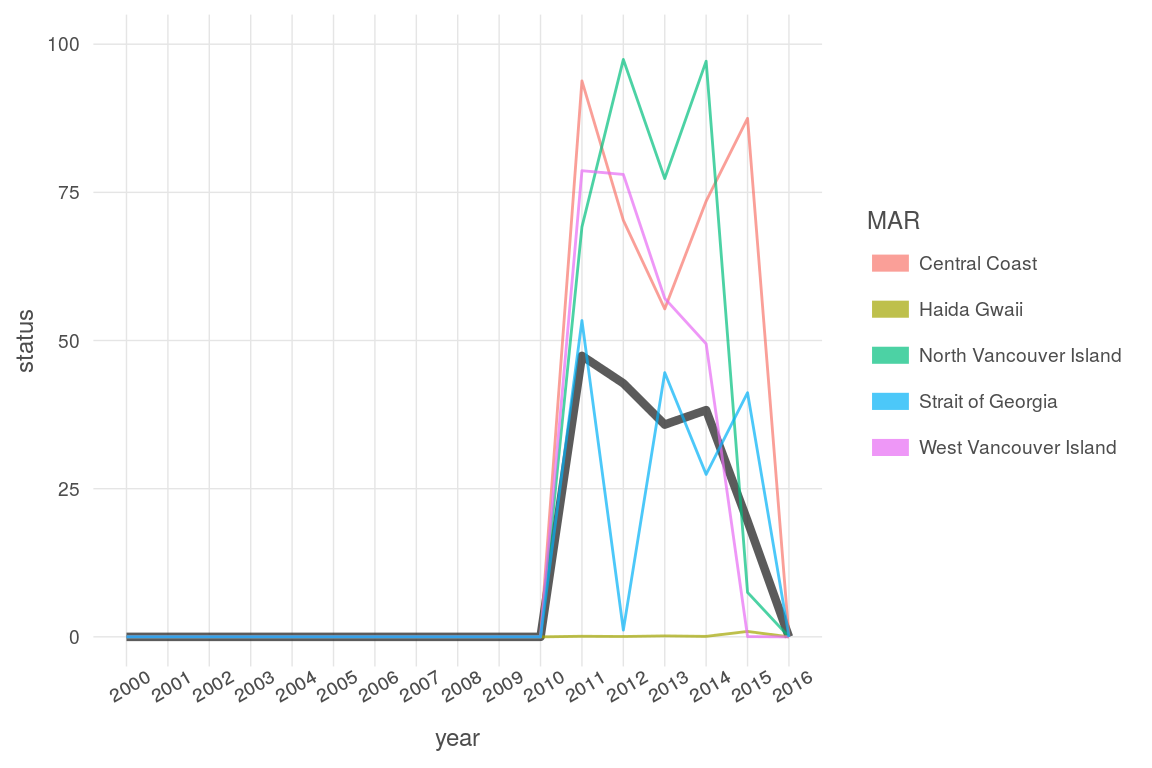 100
75
50
25
0
status
2000 2001 2002 2003 2004 2005 2006 2007 2008 2009 2010 2011 2012 2013 2014 2015 2016
year
MAR
Central Coast
Haida Gwaii
North Vancouver Island
Strait of Georgia
West Vancouver Island